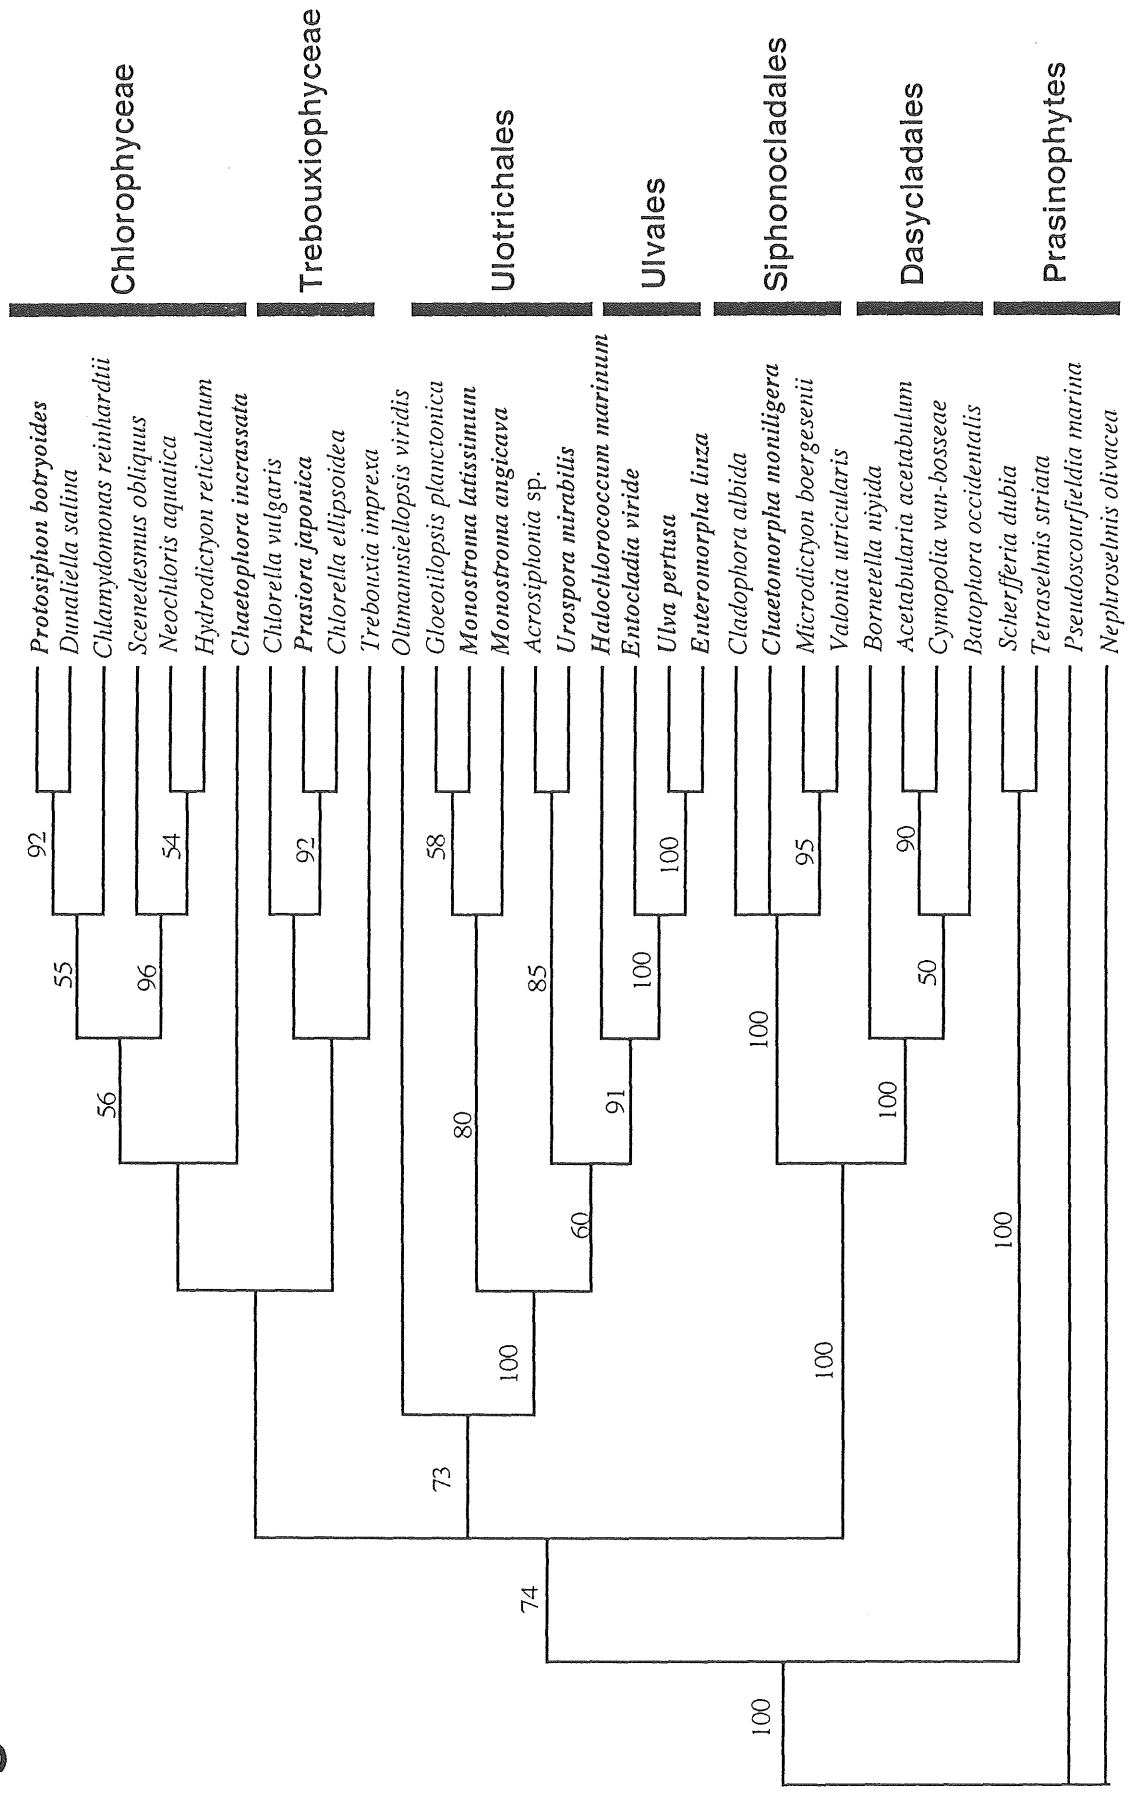 Chlorophyceae
Trebouxiophyceae
Ulotrichales
Ulvales
Siphonocladales
Dasycladales
Prasinophytes
Protosiphon botryoides
Dunaliella salina
Chlamydomonas reinhardtii
Scenedesmus obliquus
Neochloris aquatica
Hydrodictyon reticulatum
Chaetophora incrassata
Chlorella vulgaris
Prasiora japonica
Chlorella ellipsoidea
Trebouxia imprexa
Oltmannsiellopsis viridis
Gloeotilopsis planctonica
Monostroma latissimum
Monostroma angicava
Acrosiphonia sp.
Urospora mirabilis
Halochlorococcum marinum
Entocladia viride
Ulva pertusa
Enteromorpha linza
Cladophora albida
Chaetomorpha moniligera
Microdictyon boergesenii
Valonia utricularis
Bornetella niyida
Acetabularia acetabulum
Cymopolia van-bosseae
Batophora occidentalis
Scherffelia dubia
Tetraselmis striata
Pseudoscourfieldia marina
Nephroselmis olivacea
92
54
92
58
100
95
90
55
96
85
100
100
50
56
80
91
100
60
100
100
100
73
74
100